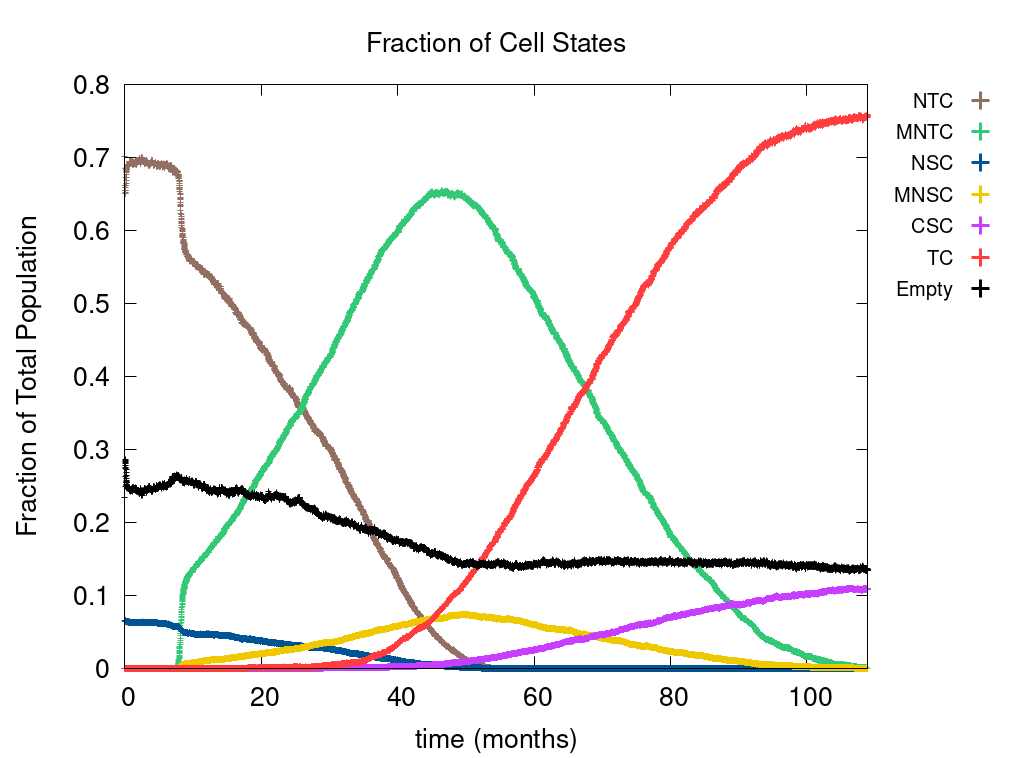 Fraction of Cell States
Fraction of Total Population
0.8
0.7
0.6
0.5
0.4
0.3
0.2
0.1
0
0 20 40 60 80 100
time (months)
NTC
MNTC
NSC
MNSC
CSC
TC
Empty